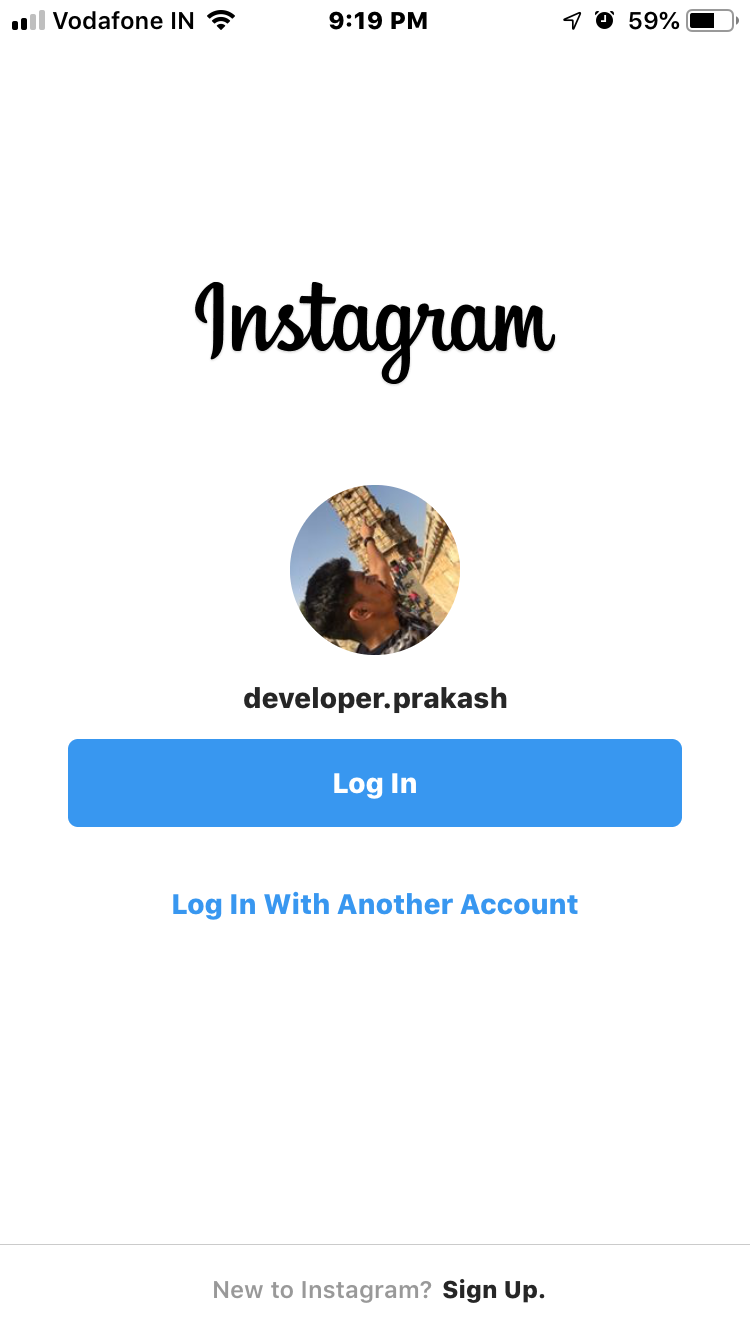 Vodafone IN 9:19 PM 59%
Instagram
developer.prakash
Log In
Log In With Another Account
New to Instagram? Sign Up.